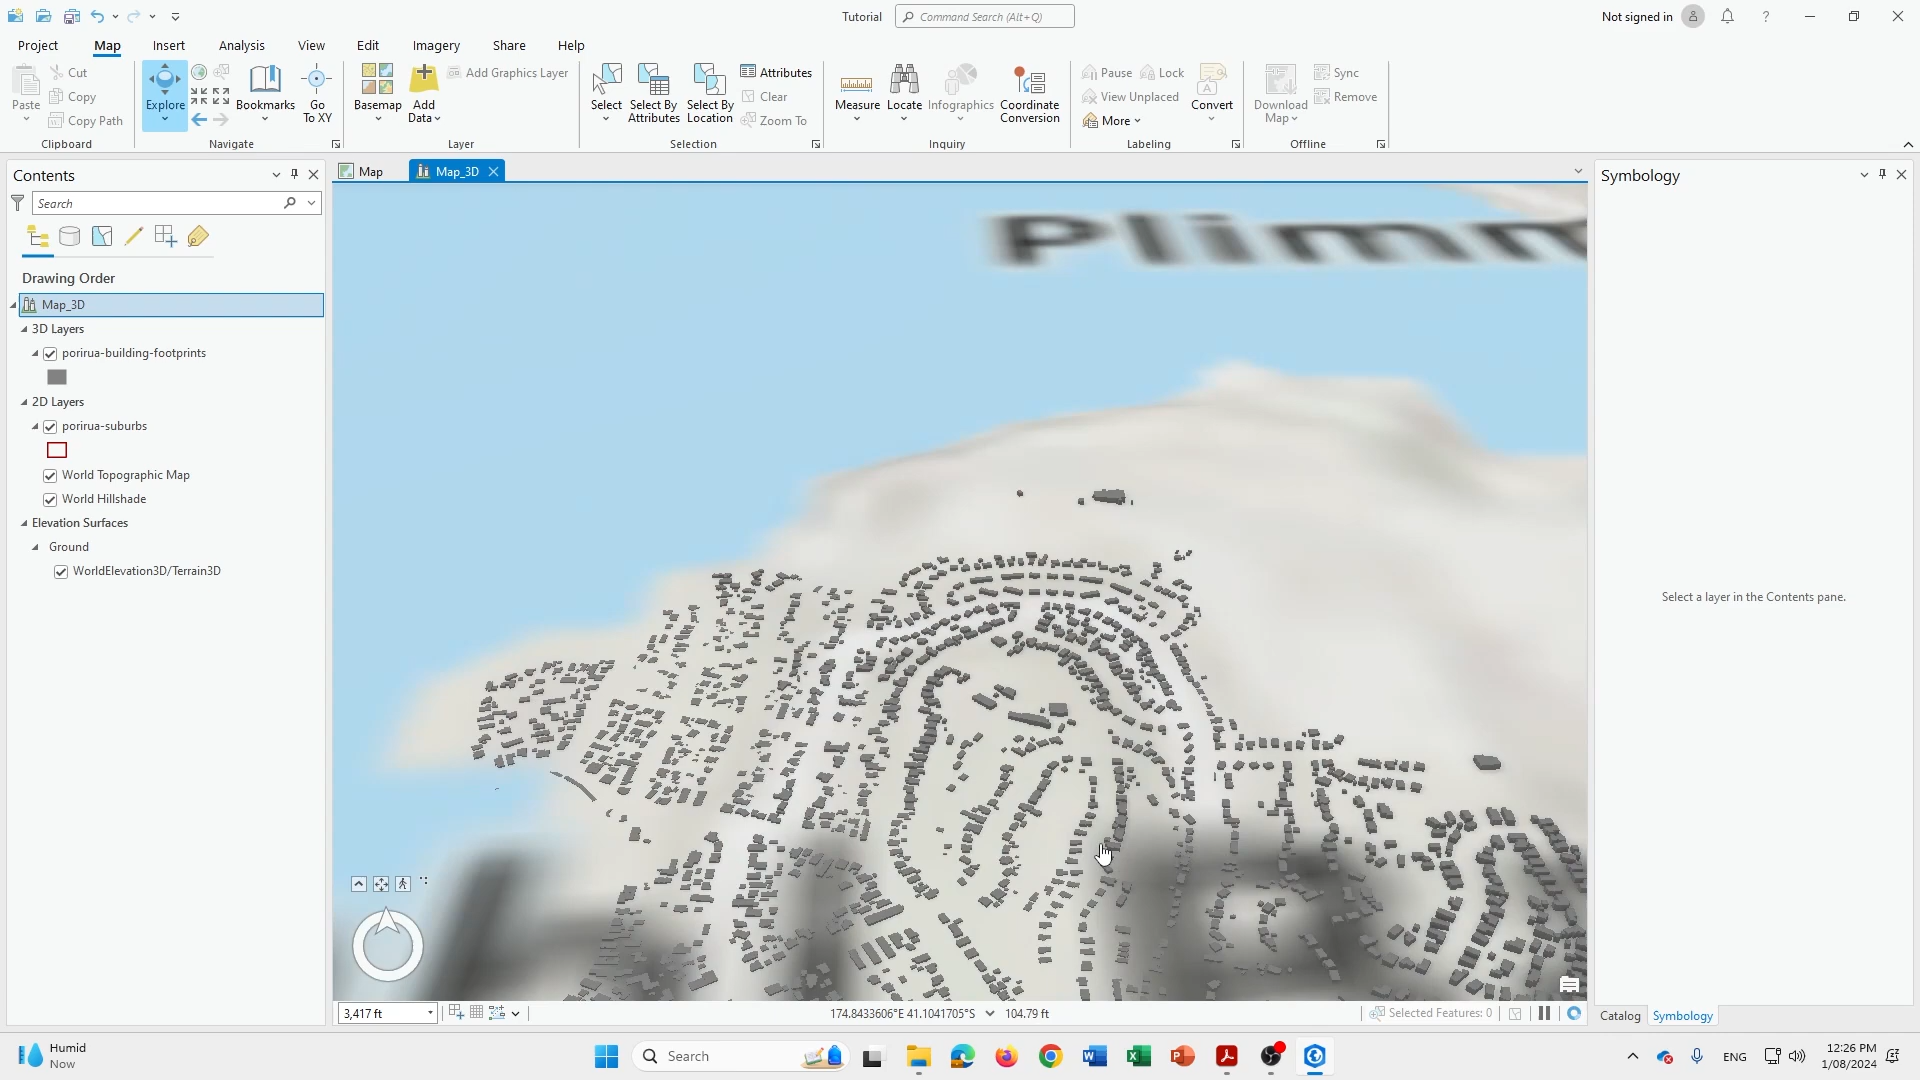 Tutorial
Command Search (Alt+Q)
Not signed in
Project
Map
Insert
Analysis
View
Edit
Imagery
Share
Help
Paste
Cut
Copy
Copy Path
Clipboard
Explore
Bookmarks
Go To XY
Navigate
Basemap
Add Data
Add Graphics Layer
Layer
Select
Select By Attributes
Select By Location
Attributes
Clear
Zoom To
Selection
Measure
Locate
Infographics
Coordinate Conversion
Inquiry
Pause
Lock
View Unplaced
More
Convert
Labeling
Download Map
Sync
Remove
Offline
Contents
Search
Drawing Order
Map_3D
3D Layers
porirua-building-footprints
2D Layers
porirua-suburbs
World Topographic Map
World Hillshade
Elevation Surfaces
Ground
WorldElevation3D/Terrain3D
Map
Map_3D
Plimm
3,417 ft
174.8433606°E 41.1041705°S
104.79 ft
Selected Features: 0
Symbology
Select a layer in the Contents pane.
Catalog
Symbology
Humid
Now
Search
ENG
12:26 PM
1/08/2024